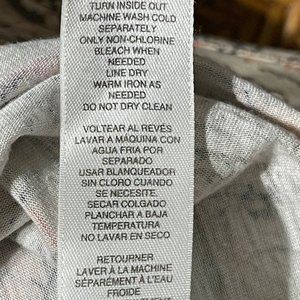 TURN INSIDE OUT
MACHINE WASH COLD
SEPARATELY
ONLY NON-CHLORINE
BLEACH WHEN
NEEDED
LINE DRY
WARM IRON AS
NEEDED
DO NOT DRY CLEAN
VOLTEAR AL REVÉS
LAVAR A MÁQUINA CON
AGUA FRIA POR
SEPARADO
USAR BLANQUEADOR
SIN CLORO CUANDO
SE NECESITE
SECAR COLGADO
PLANCHAR A BAJA
TEMPERATURA
NO LAVAR EN SECO
RETOURNER
LAVER À LA MACHINE
SÉPARÉMENT À L'EAU
FROIDE